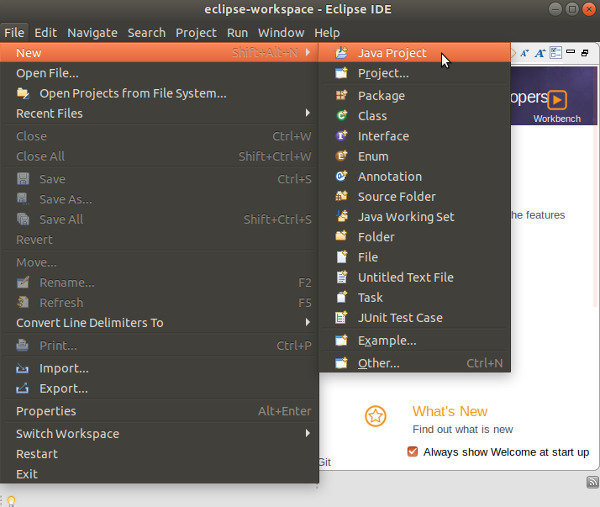 eclipse-workspace - Eclipse IDE
File Edit Navigate Search Project Run Window Help
New Shift+Alt+N
Open File...
Open Projects from File System...
Recent Files
Close Ctrl+W
Close All Shift+Ctrl+W
Save Ctrl+S
Save As...
Save All Shift+Ctrl+S
Revert
Move...
Rename... F2
Refresh F5
Convert Line Delimiters To
Print... Ctrl+P
Import...
Export...
Properties Alt+Enter
Switch Workspace
Restart
Exit
Java Project
Project...
Package
Class
Interface
Enum
Annotation
Source Folder
Java Working Set
Folder
File
Untitled Text File
Task
JUnit Test Case
Example...
Other... Ctrl+N
opers
Workbench
he features
What's New
Find out what is new
Always show Welcome at start up
Git